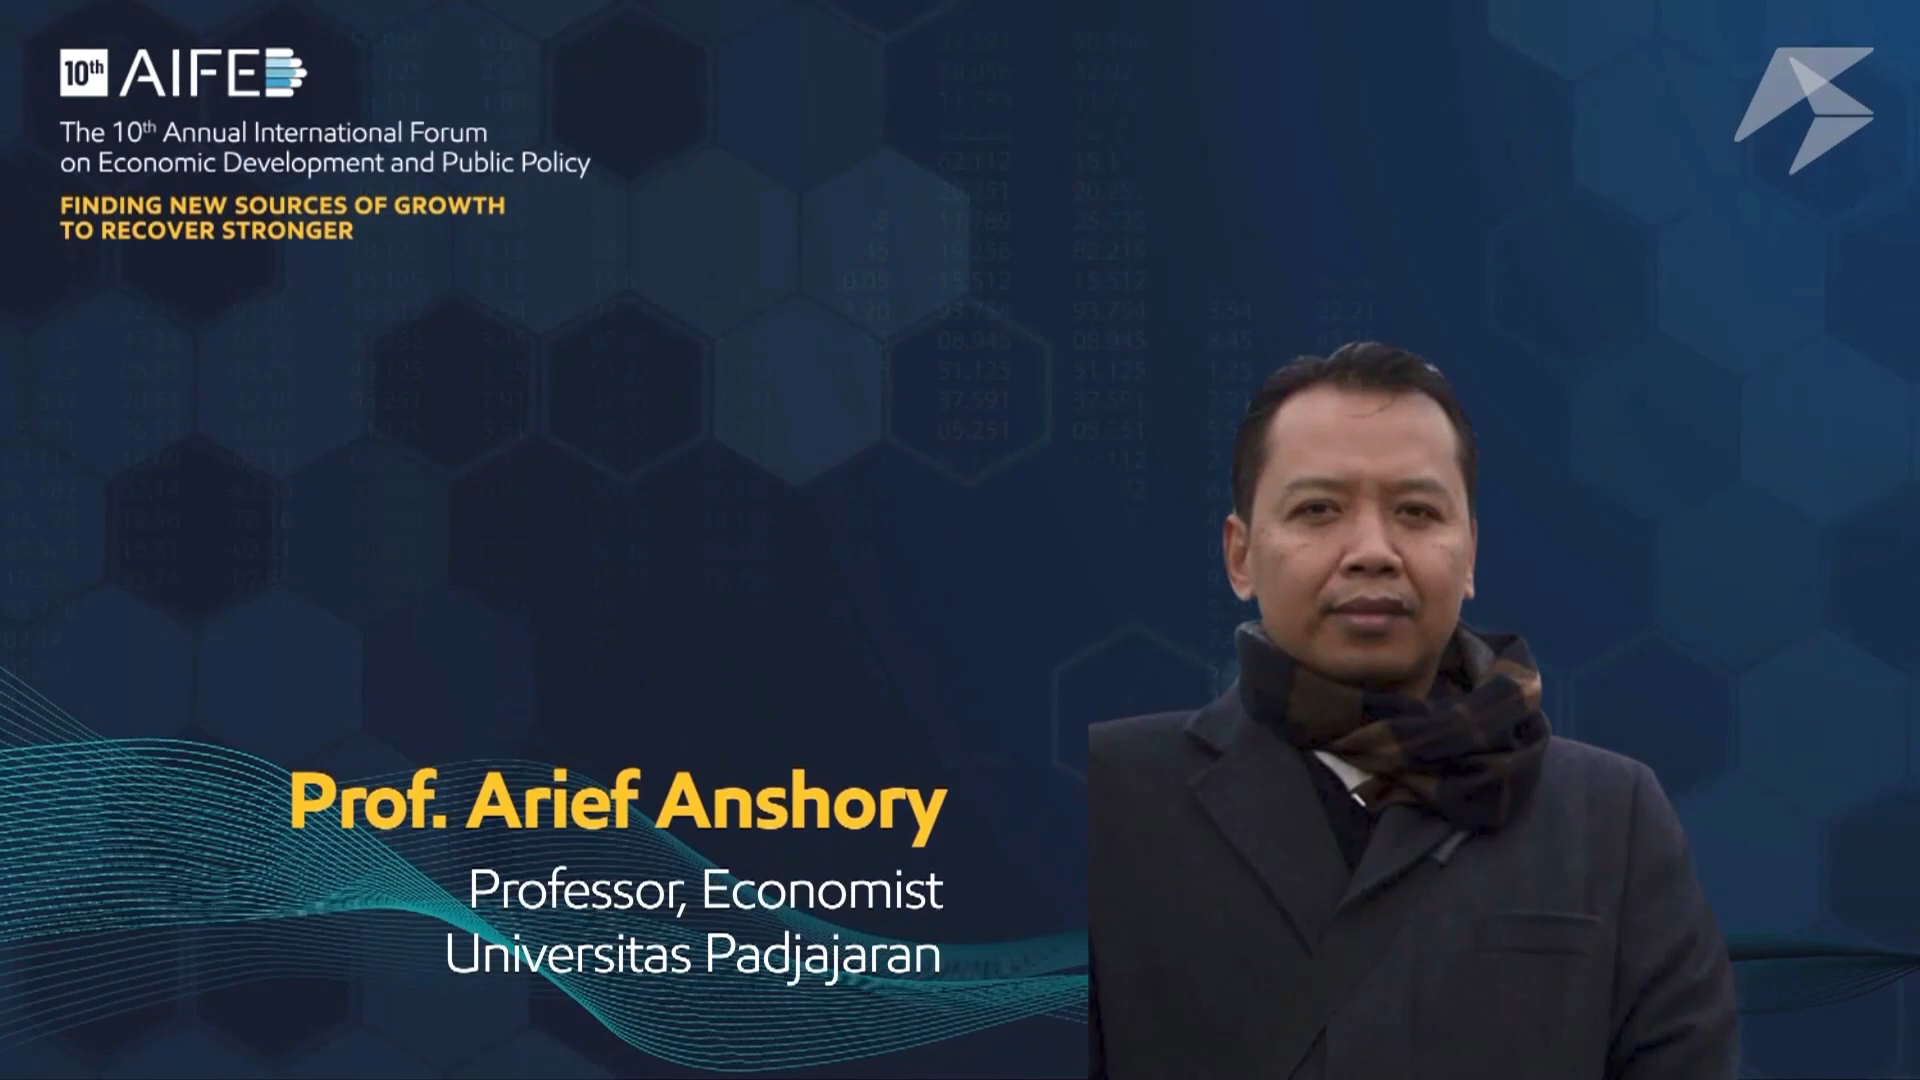 10th AIFED
The 10th Annual International Forum
on Economic Development and Public Policy
FINDING NEW SOURCES OF GROWTH
TO RECOVER STRONGER
Prof. Arief Anshory
Professor, Economist
Universitas Padjajaran